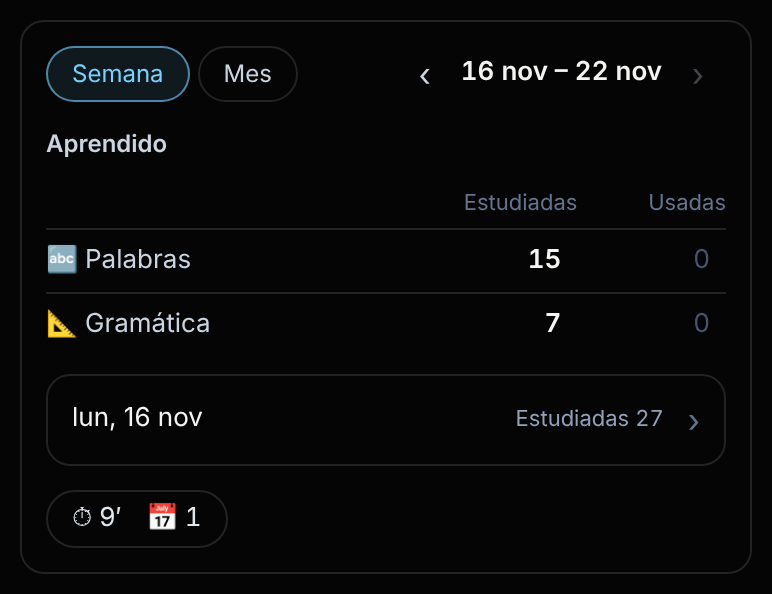 Semana Mes ‹ 16 nov – 22 nov ›
Aprendido
Estudiadas Usadas
🔤 Palabras 15 0
📐 Gramática 7 0
lun, 16 nov Estudiadas 27 ›
⏱ 9′ 📅 1